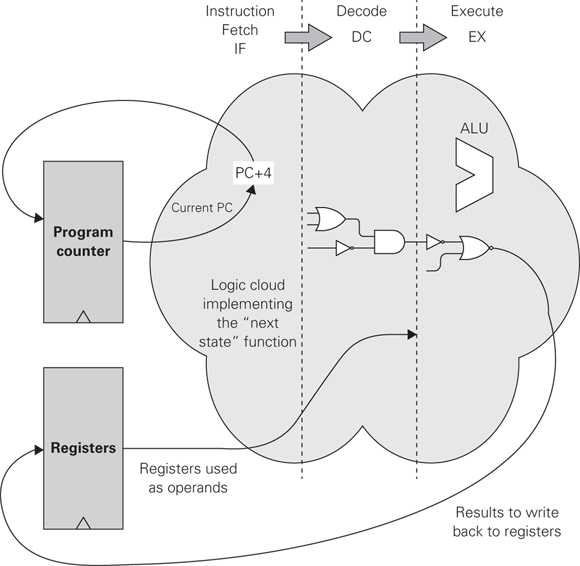 Instruction
Fetch
IF
Decode
DC
Execute
EX
ALU
PC+4
Current PC
Program
counter
Logic cloud
implementing
the “next
state” function
Registers
Registers used
as operands
Results to write
back to registers